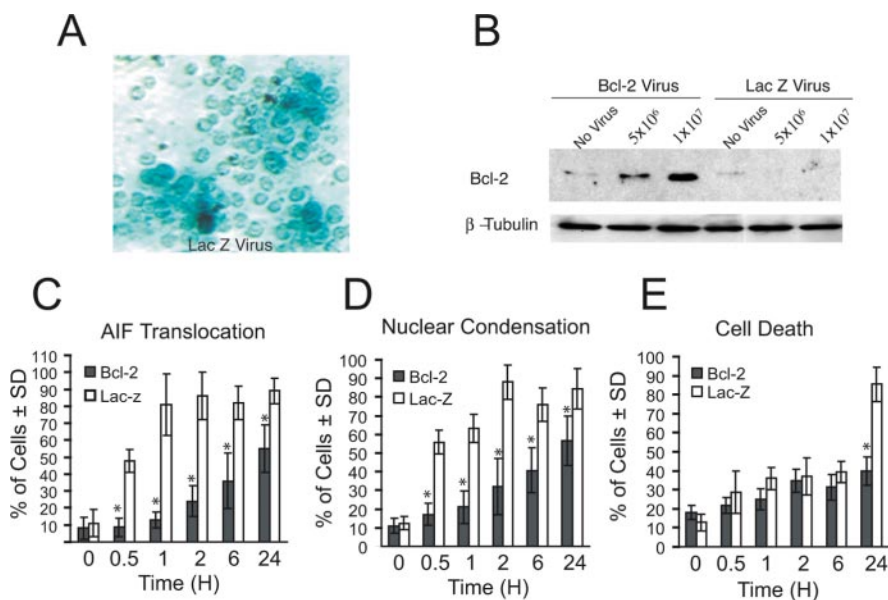 A
Lac Z Virus
B
Bcl-2 Virus
Lac Z Virus
No Virus
5x10⁶
1x10⁷
No Virus
5x10⁶
1x10⁷
Bcl-2
β -Tubulin
C
AIF Translocation
% of Cells ± SD
110
100
90
80
70
60
50
40
30
20
10
Bcl-2
Lac-z
* * * * *
0 0.5 1 2 6 24
Time (H)
D
Nuclear Condensation
% of Cells ± SD
100
90
80
70
60
50
40
30
20
10
0
Bcl-2
Lac-Z
* * * * *
0 0.5 1 2 6 24
Time (H)
E
Cell Death
% of Cells ± SD
100
90
80
70
60
50
40
30
20
10
0
Bcl-2
Lac-Z
*
0 0.5 1 2 6 24
Time (H)